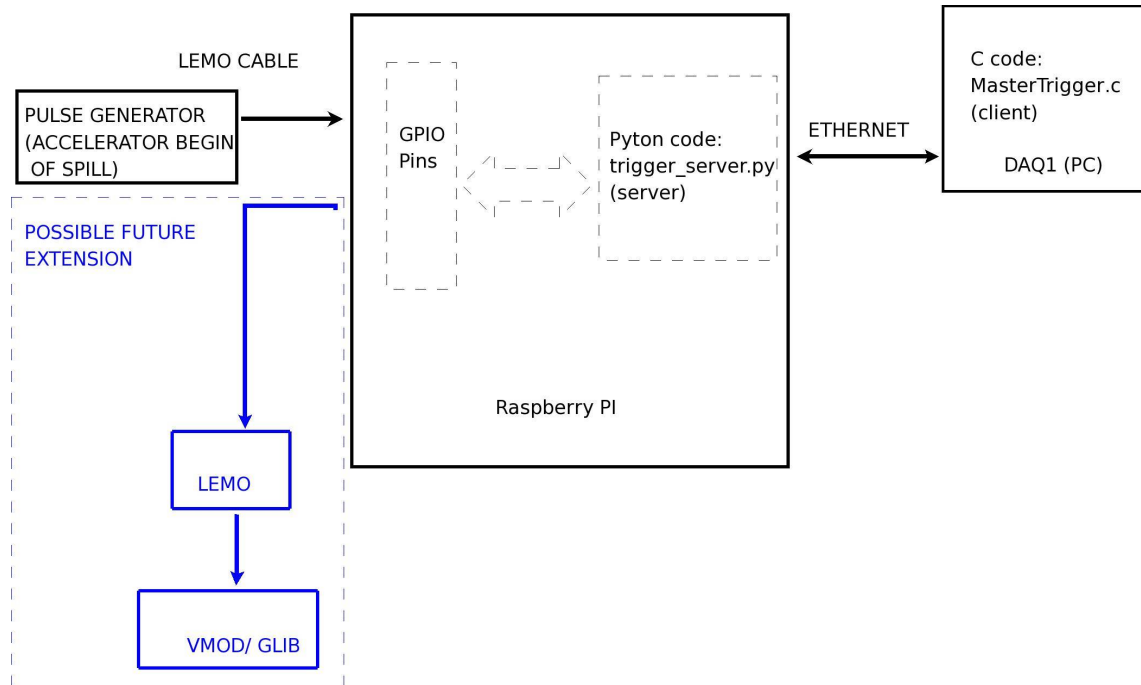 LEMO CABLE
PULSE GENERATOR
(ACCELERATOR BEGIN
OF SPILL)
POSSIBLE FUTURE
EXTENSION
LEMO
VMOD/ GLIB
GPIO
Pins
Pyton code:
trigger_server.py
(server)
Raspberry PI
ETHERNET
C code:
MasterTrigger.c
(client)
DAQ1 (PC)